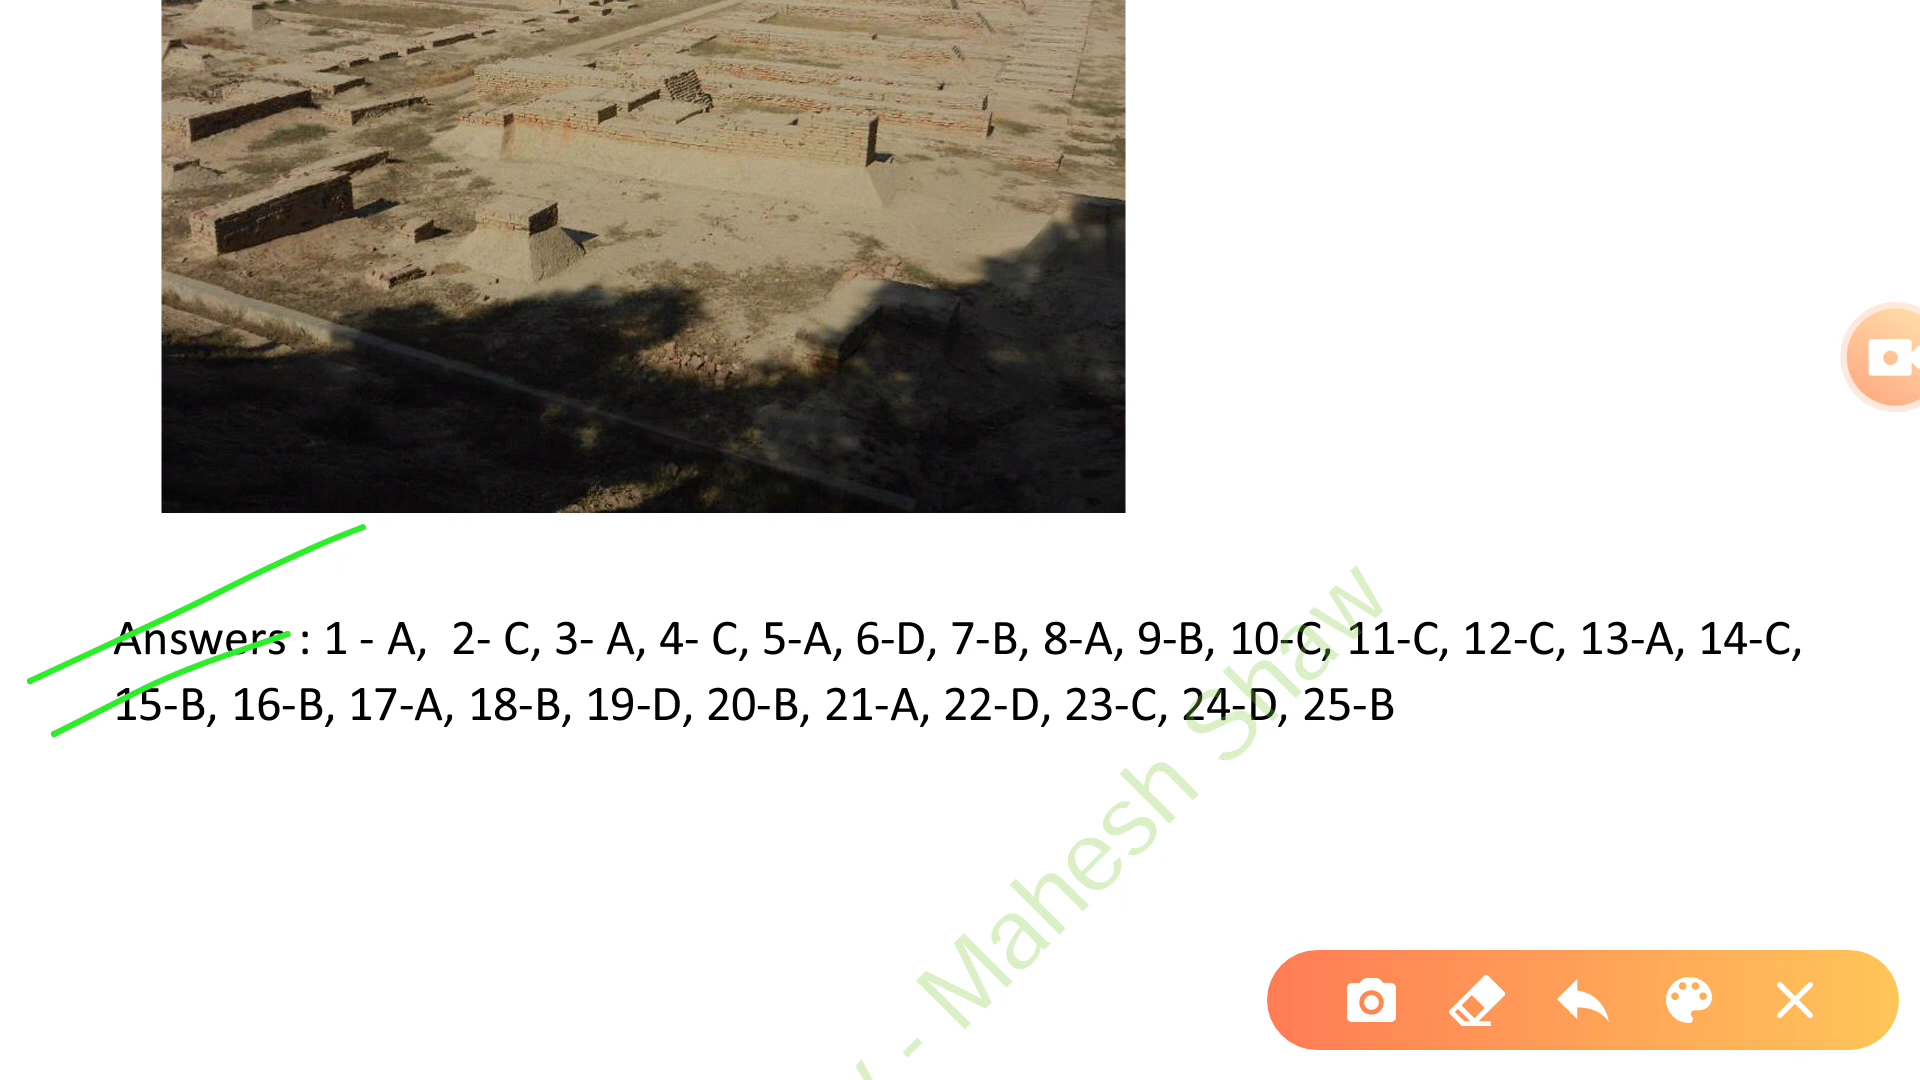 Answers : 1 - A,  2- C, 3- A, 4- C, 5-A, 6-D, 7-B, 8-A, 9-B, 10-C, 11-C, 12-C, 13-A, 14-C,
15-B, 16-B, 17-A, 18-B, 19-D, 20-B, 21-A, 22-D, 23-C, 24-D, 25-B
- Mahesh Shaw